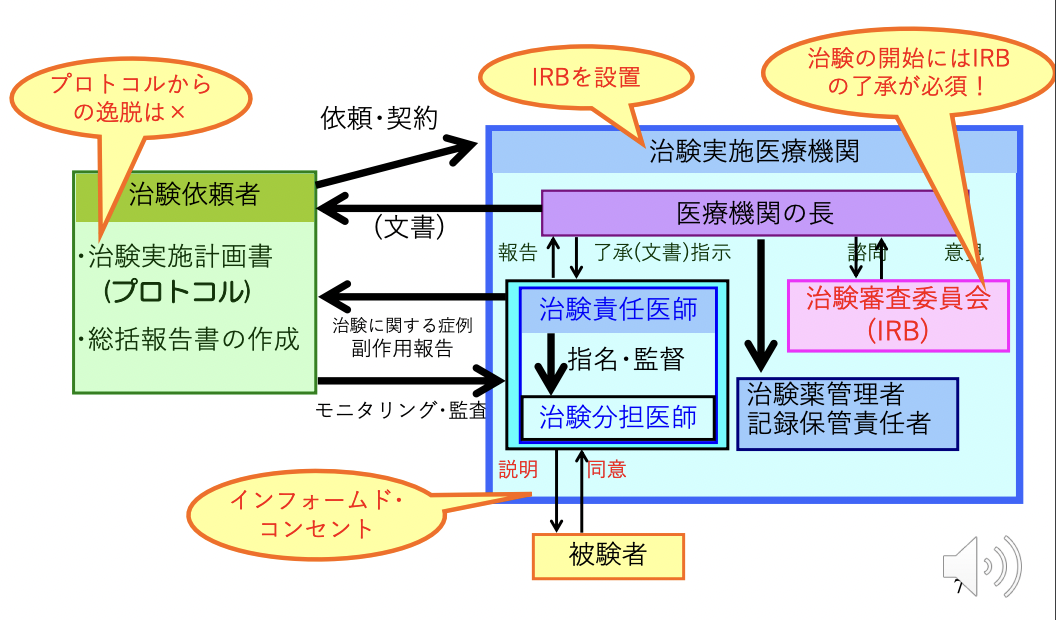 プロトコルから
の逸脱は×
IRBを設置
治験の開始にはIRB
の了承が必須！
依頼・契約
治験実施医療機関
治験依頼者
医療機関の長
(文書)
・治験実施計画書
(プロトコル)
・総括報告書の作成
報告
了承(文書)指示
諮問
意見
治験責任医師
治験審査委員会
(IRB)
治験に関する症例
副作用報告
指名・監督
モニタリング・監査
治験分担医師
治験薬管理者
記録保管責任者
説明
同意
インフォームド・
コンセント
被験者